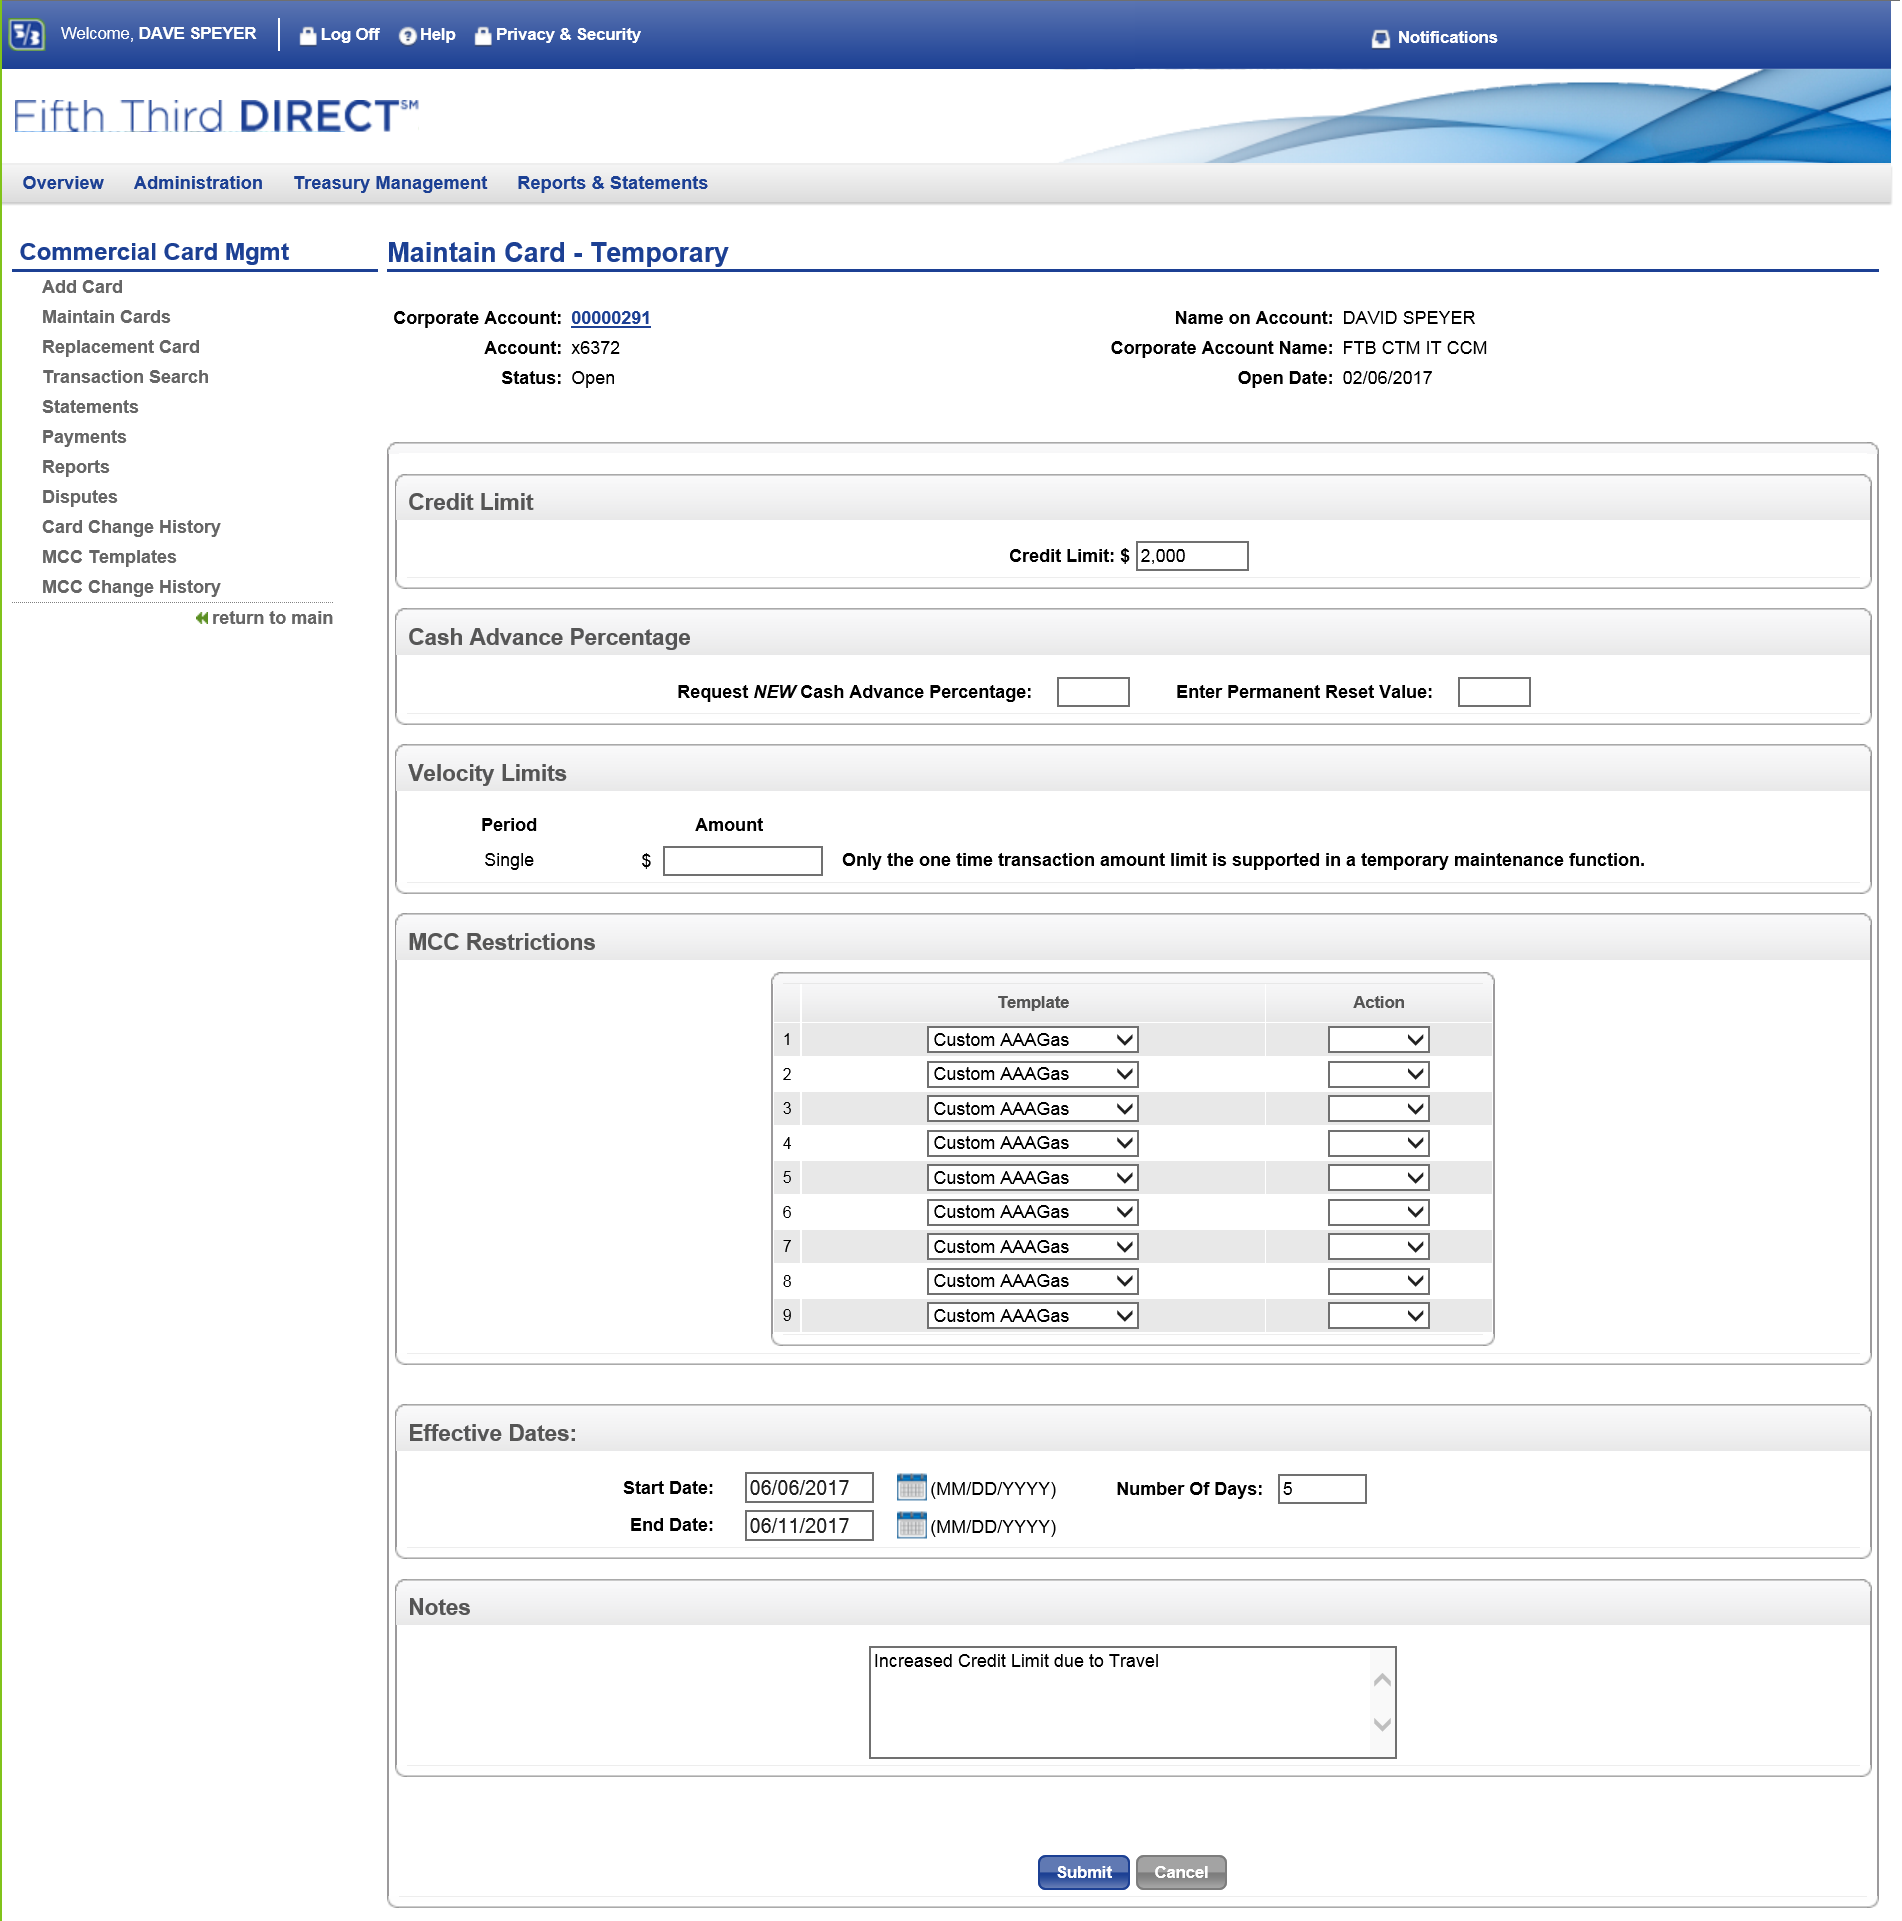 Welcome, DAVE SPEYER Log Off Help Privacy & Security Notifications
Fifth Third DIRECT℠
Overview Administration Treasury Management Reports & Statements
Commercial Card Mgmt
Add Card
Maintain Cards
Replacement Card
Transaction Search
Statements
Payments
Reports
Disputes
Card Change History
MCC Templates
MCC Change History
return to main
Maintain Card - Temporary
Corporate Account: 00000291 Name on Account: DAVID SPEYER
Account: x6372 Corporate Account Name: FTB CTM IT CCM
Status: Open Open Date: 02/06/2017
Credit Limit
Credit Limit: $ 2,000
Cash Advance Percentage
Request NEW Cash Advance Percentage: Enter Permanent Reset Value:
Velocity Limits
Period Amount
Single $ Only the one time transaction amount limit is supported in a temporary maintenance function.
MCC Restrictions
Template Action
1 Custom AAAGas
2 Custom AAAGas
3 Custom AAAGas
4 Custom AAAGas
5 Custom AAAGas
6 Custom AAAGas
7 Custom AAAGas
8 Custom AAAGas
9 Custom AAAGas
Effective Dates:
Start Date: 06/06/2017 (MM/DD/YYYY) Number Of Days: 5
End Date: 06/11/2017 (MM/DD/YYYY)
Notes
Increased Credit Limit due to Travel
Submit Cancel